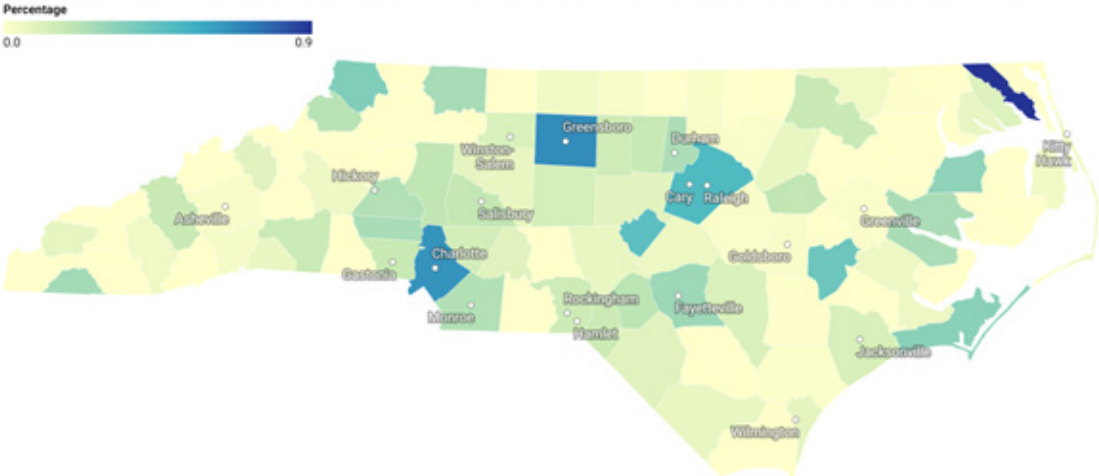 Percentage
0.0 0.9
Greensboro
Durham
Winston-
Salem
Kitty
Hawk
Hickory
Cary Raleigh
Salisbury
Asheville
Greenville
Charlotte
Goldsboro
Gastonia
Rockingham
Fayetteville
Monroe
Hamlet
Jacksonville
Wilmington